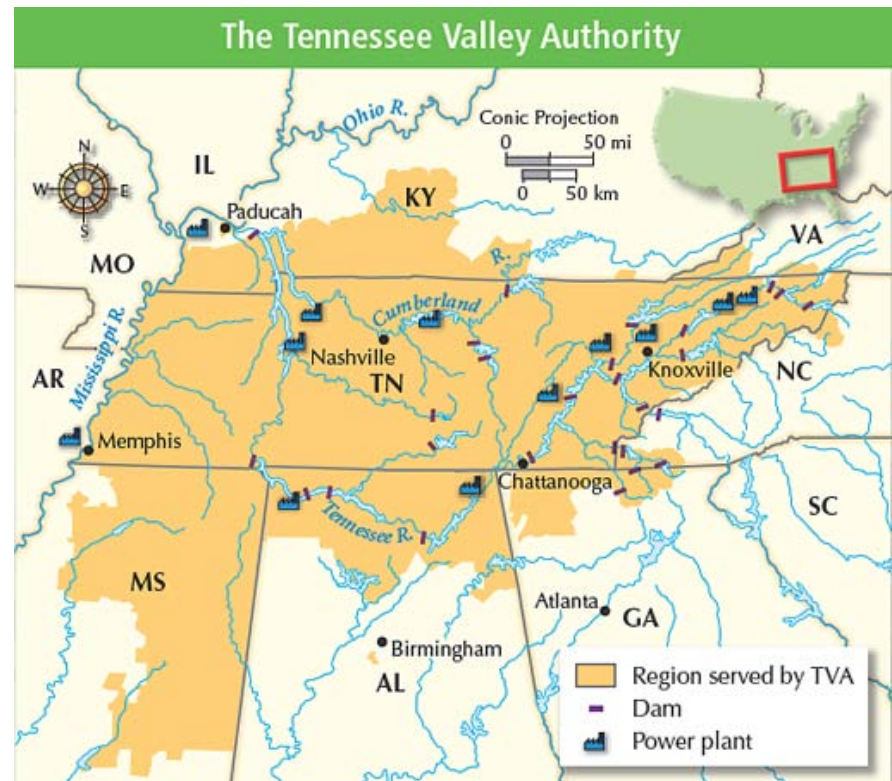 The Tennessee Valley Authority
Ohio R.
Conic Projection
0 50 mi
0 50 km
N
W E
S
IL
KY
Paducah
VA
MO
R.
Cumberland
Mississippi R.
Nashville
TN
Knoxville
NC
AR
Memphis
Chattanooga
Tennessee R.
SC
MS
Atlanta
GA
Birmingham
AL
Region served by TVA
Dam
Power plant